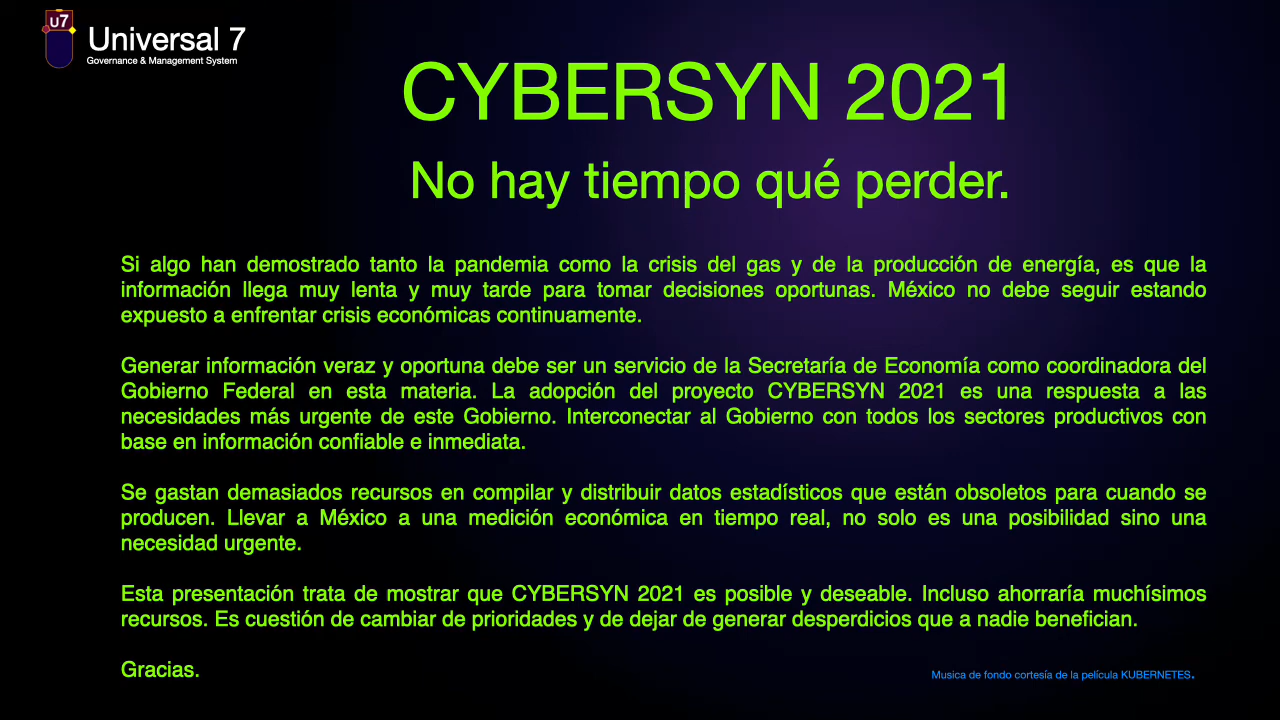 U7
Universal 7
Governance & Management System
CYBERSYN 2021
No hay tiempo qué perder.
Si algo han demostrado tanto la pandemia como la crisis del gas y de la producción de energía, es que la
información llega muy lenta y muy tarde para tomar decisiones oportunas. México no debe seguir estando
expuesto a enfrentar crisis económicas continuamente.
Generar información veraz y oportuna debe ser un servicio de la Secretaría de Economía como coordinadora del
Gobierno Federal en esta materia. La adopción del proyecto CYBERSYN 2021 es una respuesta a las
necesidades más urgente de este Gobierno. Interconectar al Gobierno con todos los sectores productivos con
base en información confiable e inmediata.
Se gastan demasiados recursos en compilar y distribuir datos estadísticos que están obsoletos para cuando se
producen. Llevar a México a una medición económica en tiempo real, no solo es una posibilidad sino una
necesidad urgente.
Esta presentación trata de mostrar que CYBERSYN 2021 es posible y deseable. Incluso ahorraría muchísimos
recursos. Es cuestión de cambiar de prioridades y de dejar de generar desperdicios que a nadie benefician.
Gracias.
Musica de fondo cortesía de la película KUBERNETES.